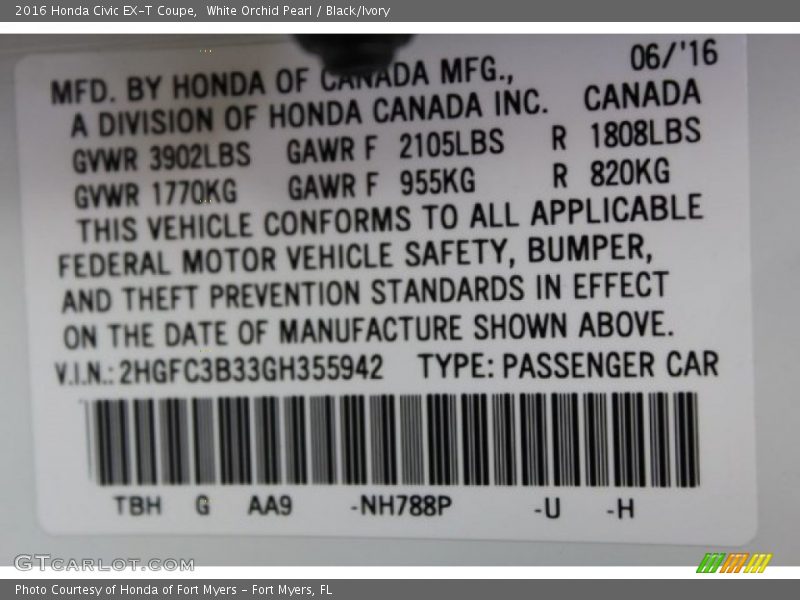 2016 Honda Civic EX-T Coupe,  White Orchid Pearl / Black/Ivory
06/'16
MFD. BY HONDA OF CANADA MFG.,
A DIVISION OF HONDA CANADA INC. CANADA
GVWR 3902LBS GAWR F 2105LBS R 1808LBS
GVWR 1770KG GAWR F 955KG R 820KG
THIS VEHICLE CONFORMS TO ALL APPLICABLE
FEDERAL MOTOR VEHICLE SAFETY, BUMPER,
AND THEFT PREVENTION STANDARDS IN EFFECT
ON THE DATE OF MANUFACTURE SHOWN ABOVE.
V.I.N.: 2HGFC3B33GH355942 TYPE: PASSENGER CAR
TBH G AA9 -NH788P -U -H
GTCARLOT.COM
Photo Courtesy of Honda of Fort Myers - Fort Myers, FL